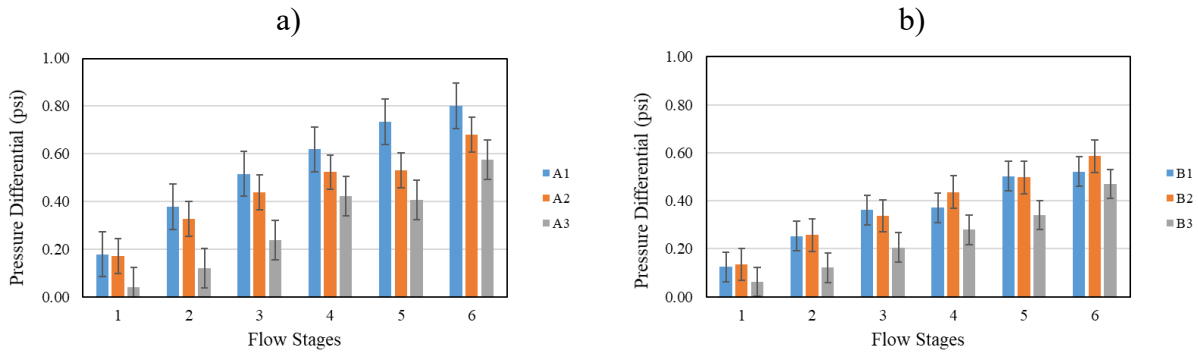 a)
1.00
0.80
0.60
0.40
0.20
0.00
Pressure Differential (psi)
1 2 3 4 5 6
Flow Stages
A1
A2
A3
b)
1.00
0.80
0.60
0.40
0.20
0.00
Pressure Differential (psi)
1 2 3 4 5 6
Flow Stages
B1
B2
B3